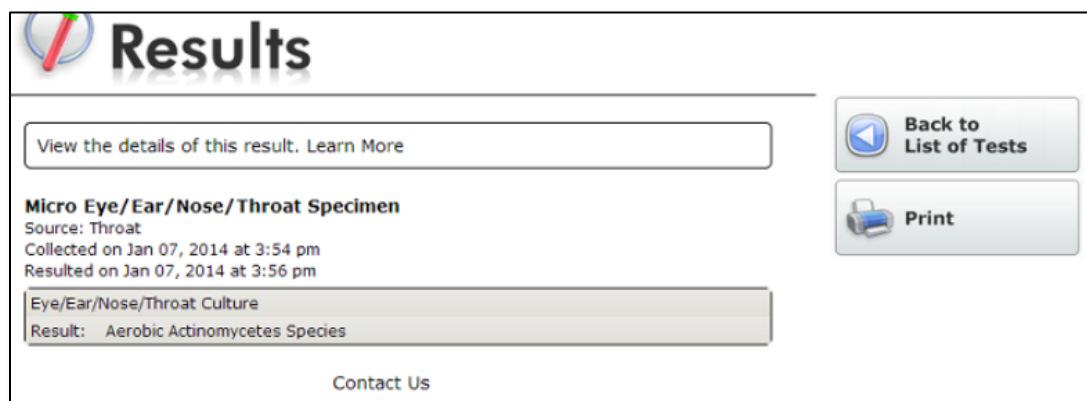 Results
View the details of this result. Learn More
Back to
List of Tests
Print
Micro Eye/Ear/Nose/Throat Specimen
Source: Throat
Collected on Jan 07, 2014 at 3:54 pm
Resulted on Jan 07, 2014 at 3:56 pm
Eye/Ear/Nose/Throat Culture
Result: Aerobic Actinomycetes Species
Contact Us